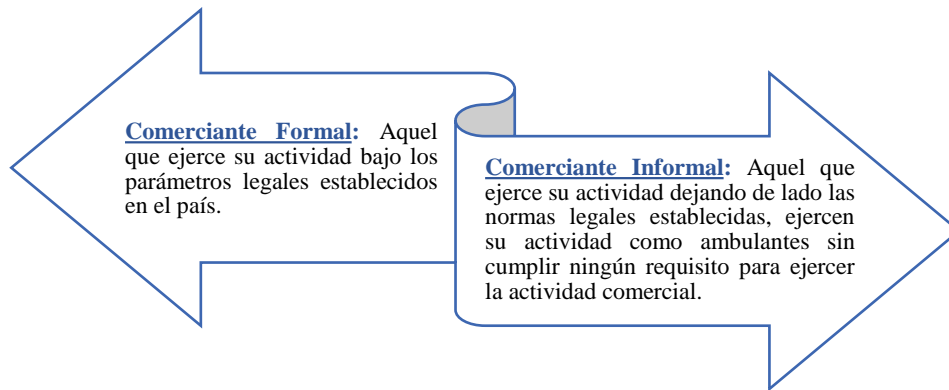 Comerciante Formal: Aquel
que ejerce su actividad bajo los
parámetros legales establecidos
en el país.
Comerciante Informal: Aquel que
ejerce su actividad dejando de lado las
normas legales establecidas, ejercen
su actividad como ambulantes sin
cumplir ningún requisito para ejercer
la actividad comercial.